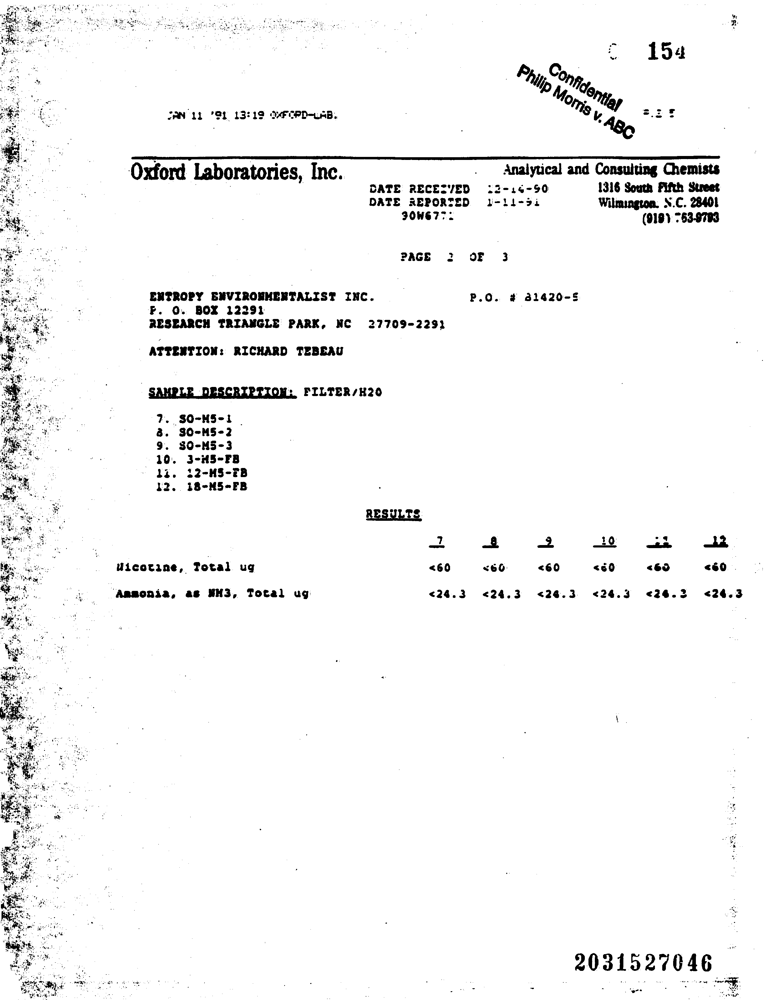 154
Confidential
Philip Morris v. ABC
JAN 11 '91 13:19 OXFORD-LAB.
Oxford Laboratories, Inc. Analytical and Consulting Chemists
DATE RECEIVED 12-14-90 1316 South Fifth Street
DATE REPORTED 1-11-91 Wilmington, N.C. 28401
90W6771 (919) 763-9793
PAGE 2 OF 3
ENTROPY ENVIRONMENTALIST INC. P.O. # 81420-5
P. O. BOX 12291
RESEARCH TRIANGLE PARK, NC 27709-2291
ATTENTION: RICHARD TEBEAU
SAMPLE DESCRIPTION: FILTER/H20
7. SO-M5-1
8. SO-M5-2
9. SO-M5-3
10. 3-M5-FB
11. 12-M5-FB
12. 18-M5-FB
RESULTS
7 8 9 10 11 12
Nicotine, Total ug <60 <60 <60 <60 <60 <60
Ammonia, as NH3, Total ug <24.3 <24.3 <24.3 <24.3 <24.3 <24.3
2031527046